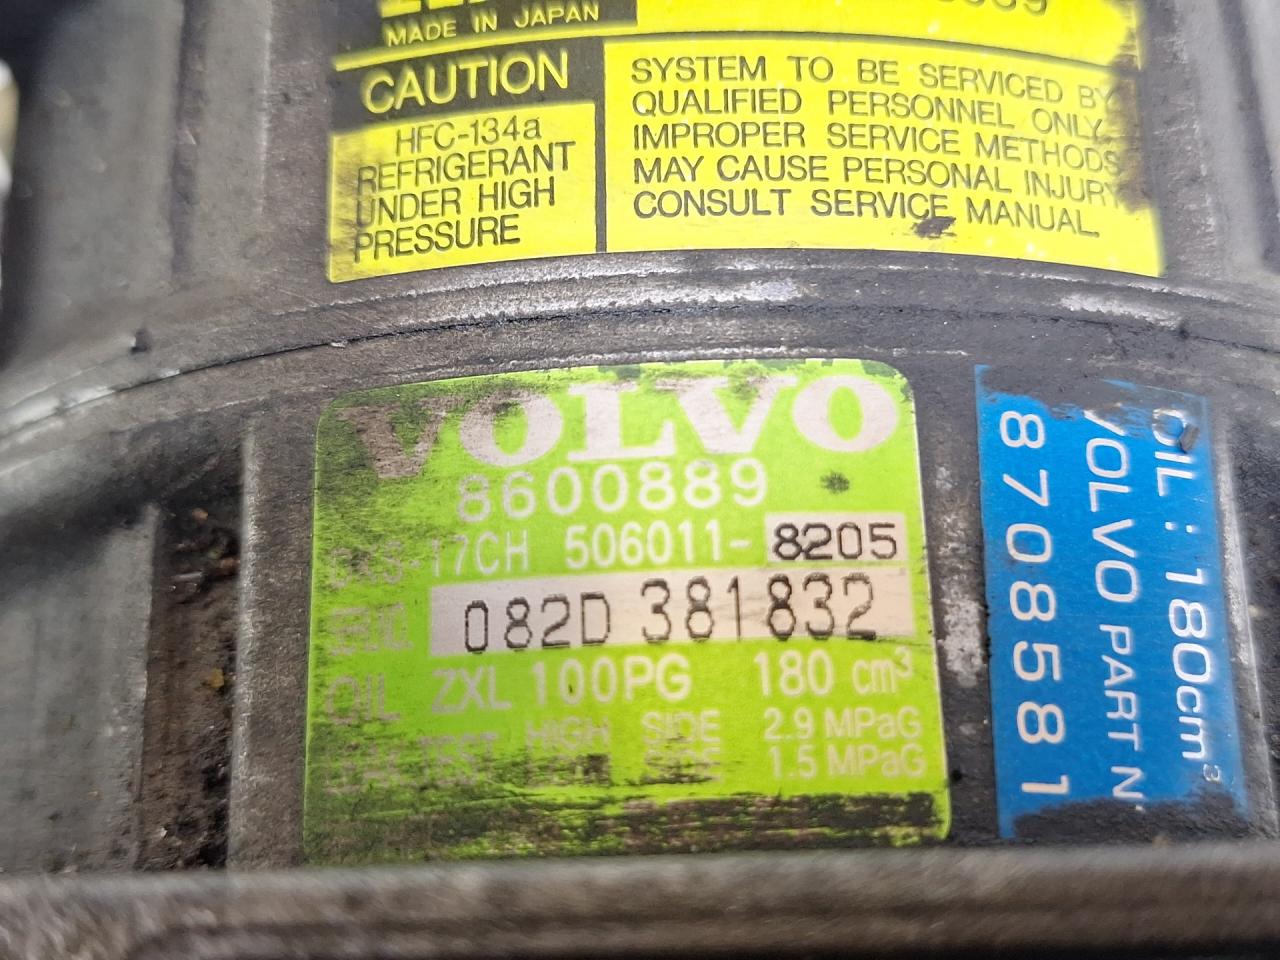 MADE IN JAPAN
CAUTION
HFC-134a
REFRIGERANT
UNDER HIGH
PRESSURE
SYSTEM TO BE SERVICED BY
QUALIFIED PERSONNEL ONLY.
IMPROPER SERVICE METHODS
MAY CAUSE PERSONAL INJURY
CONSULT SERVICE MANUAL.
VOLVO
8600889
17CH 506011-8205
082D 381832
OIL ZXL 100PG 180 cm³
HIGH SIDE 2.9 MPaG
SIDE 1.5 MPaG
OIL : 180cm³
VOLVO PART N°
8708581